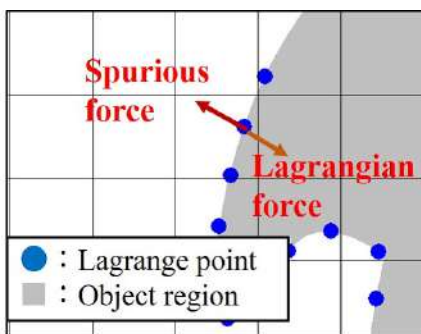 Spurious
force
Lagrangian
force
: Lagrange point
: Object region